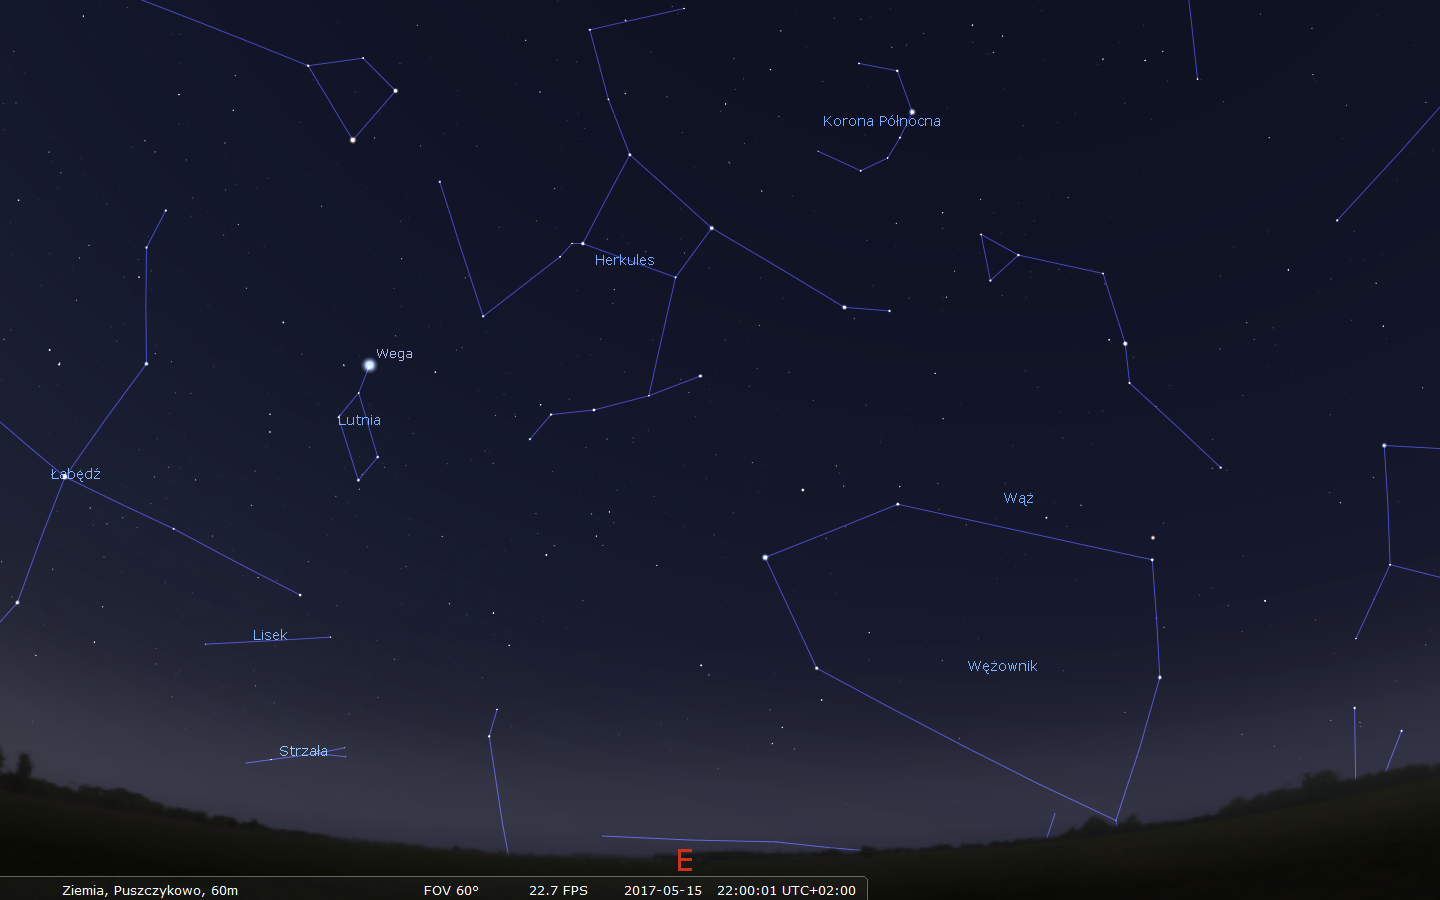 Korona Północna
Herkules
Wega
Lutnia
Łabędź
Wąż
Lisek
Wężownik
Strzała
E
Ziemia, Puszczykowo, 60m FOV 60° 22.7 FPS 2017-05-15 22:00:01 UTC+02:00